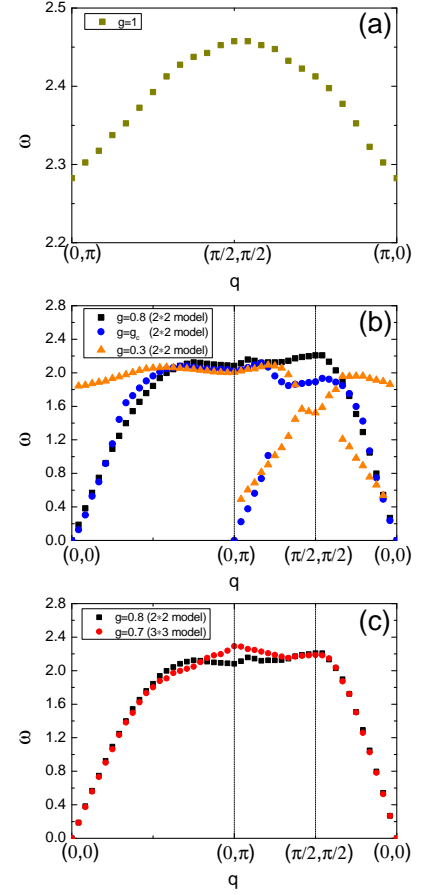 (a)
g=1
2.5
2.4
2.3
2.2
ω
(0,π)
(π/2,π/2)
(π,0)
q
(b)
g=0.8 (2*2 model)
g=gc (2*2 model)
g=0.3 (2*2 model)
2.8
2.4
2.0
1.6
1.2
0.8
0.4
0.0
ω
(0,0)
(0,π)
(π/2,π/2)
(0,0)
q
(c)
g=0.8 (2*2 model)
g=0.7 (3*3 model)
2.8
2.4
2.0
1.6
1.2
0.8
0.4
0.0
ω
(0,0)
(0,π)
(π/2,π/2)
(0,0)
q